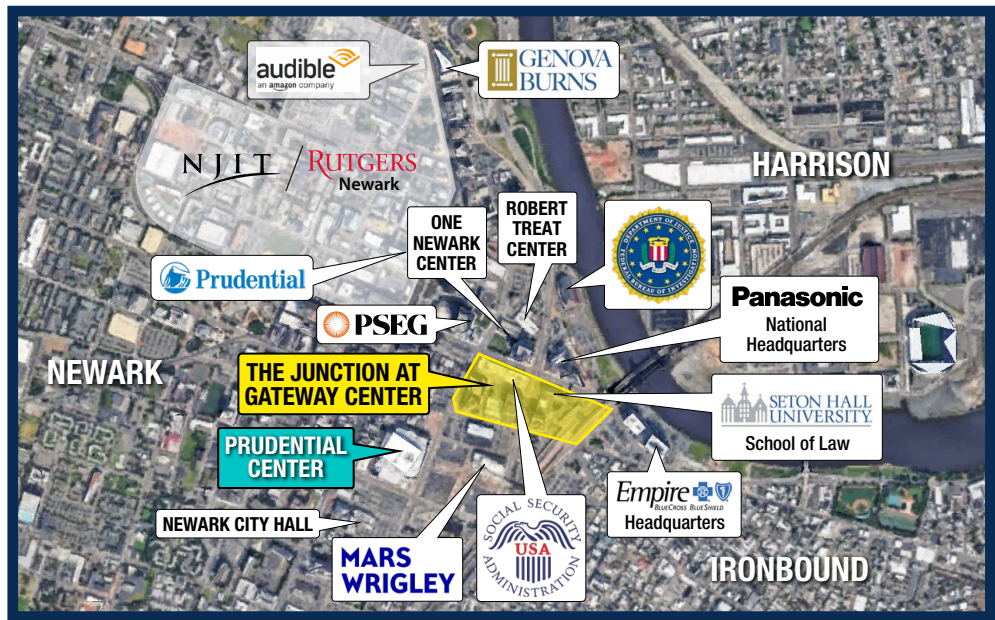 audible
an amazon company
GENOVA
BURNS
NJIT
RUTGERS
Newark
HARRISON
ONE
NEWARK
CENTER
ROBERT
TREAT
CENTER
DEPARTMENT OF JUSTICE
FEDERAL BUREAU OF INVESTIGATION
Prudential
PSEG
Panasonic
National
Headquarters
NEWARK
THE JUNCTION AT
GATEWAY CENTER
SETON HALL
UNIVERSITY
School of Law
PRUDENTIAL
CENTER
Empire
BLUECROSS BLUESHIELD
Headquarters
NEWARK CITY HALL
MARS
WRIGLEY
SOCIAL SECURITY
USA
ADMINISTRATION
IRONBOUND